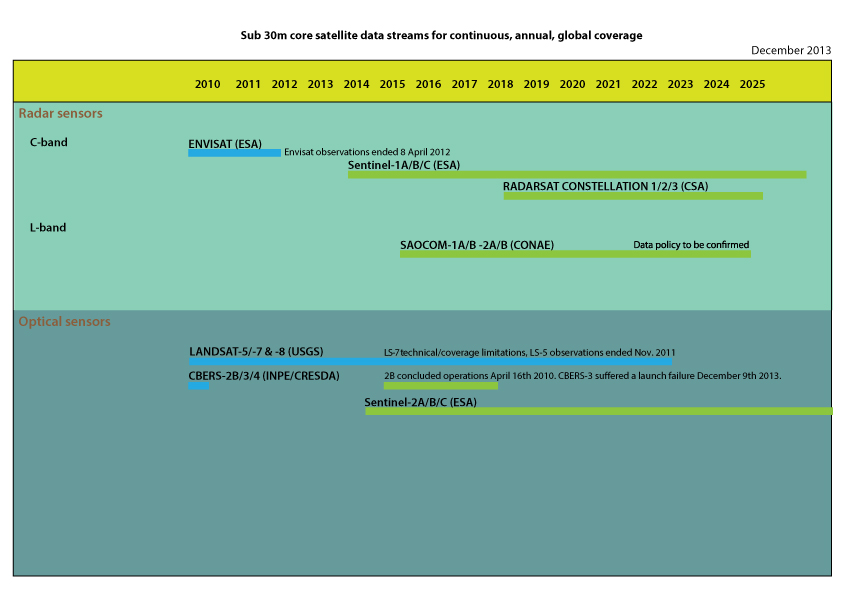 Sub 30m core satellite data streams for continuous, annual, global coverage
December 2013
2010 2011 2012 2013 2014 2015 2016 2017 2018 2019 2020 2021 2022 2023 2024 2025
Radar sensors
C-band
ENVISAT (ESA)
Envisat observations ended 8 April 2012
Sentinel-1A/B/C (ESA)
RADARSAT CONSTELLATION 1/2/3 (CSA)
L-band
SAOCOM-1A/B -2A/B (CONAE) Data policy to be confirmed
Optical sensors
LANDSAT-5/-7 & -8 (USGS) LS-7technical/coverage limitations, LS-5 observations ended Nov. 2011
CBERS-2B/3/4 (INPE/CRESDA) 2B concluded operations April 16th 2010. CBERS-3 suffered a launch failure December 9th 2013.
Sentinel-2A/B/C (ESA)